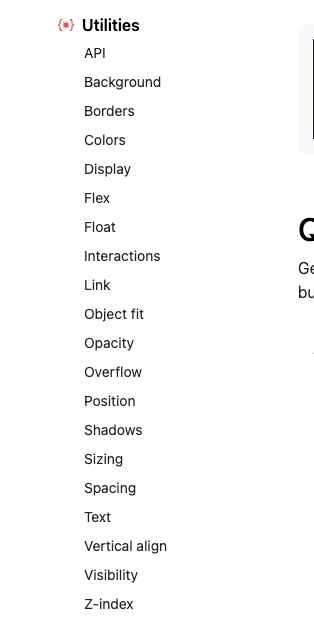 Utilities
API
Background
Borders
Colors
Display
Flex
Float
Interactions
Link
Object fit
Opacity
Overflow
Position
Shadows
Sizing
Spacing
Text
Vertical align
Visibility
Z-index
Q
Ge
bu